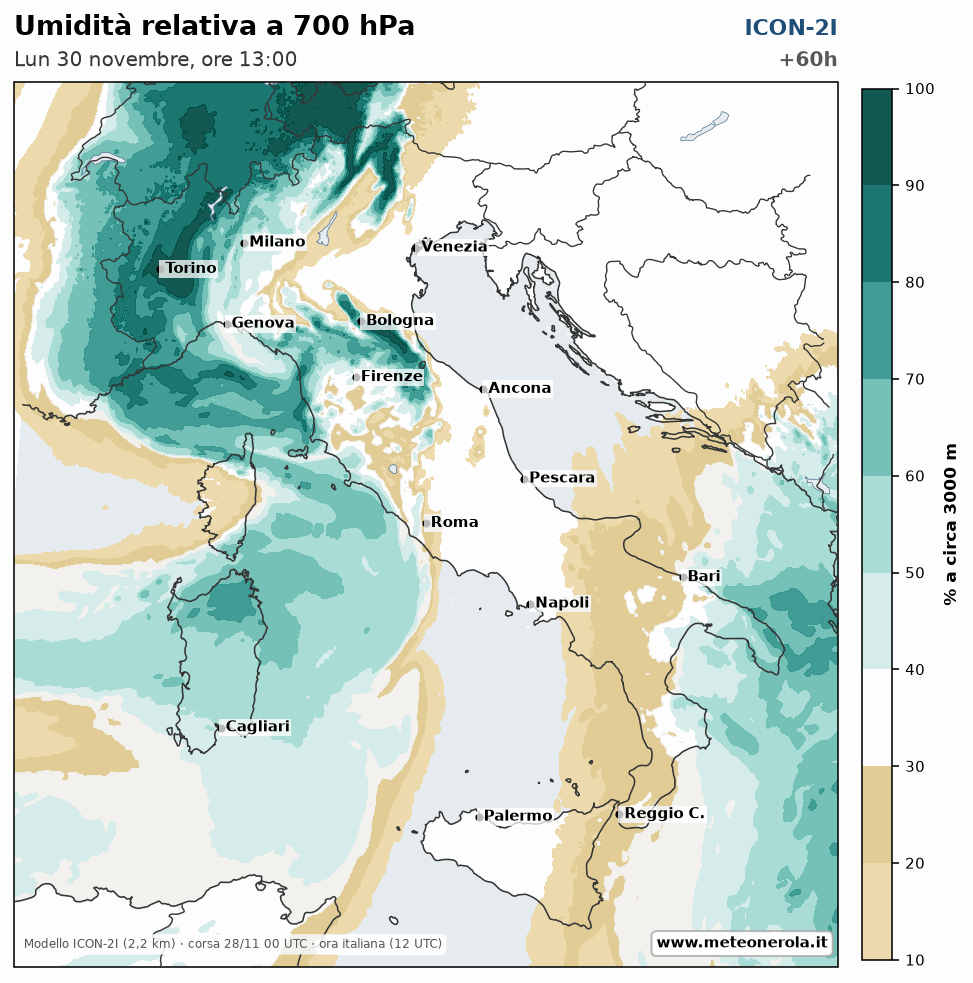 Umidità relativa a 700 hPa
ICON-2I
Lun 30 novembre, ore 13:00
+60h
100
90
80
70
60
50
40
30
20
10
% a circa 3000 m
Milano
Venezia
Torino
Genova
Bologna
Firenze
Ancona
Pescara
Roma
Bari
Napoli
Cagliari
Palermo
Reggio C.
Modello ICON-2I (2,2 km) · corsa 28/11 00 UTC · ora italiana (12 UTC)
www.meteonerola.it